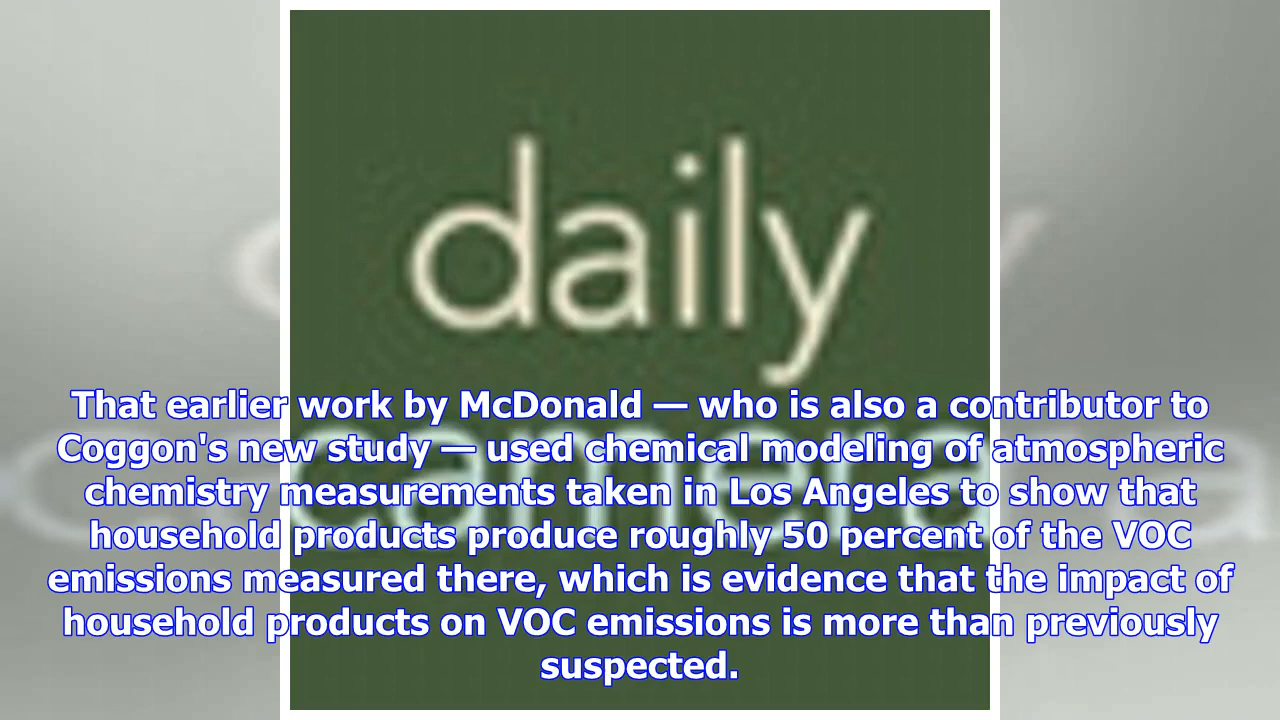 daily
camera
That earlier work by McDonald — who is also a contributor to
Coggon's new study — used chemical modeling of atmospheric
chemistry measurements taken in Los Angeles to show that
household products produce roughly 50 percent of the VOC
emissions measured there, which is evidence that the impact of
household products on VOC emissions is more than previously
suspected.